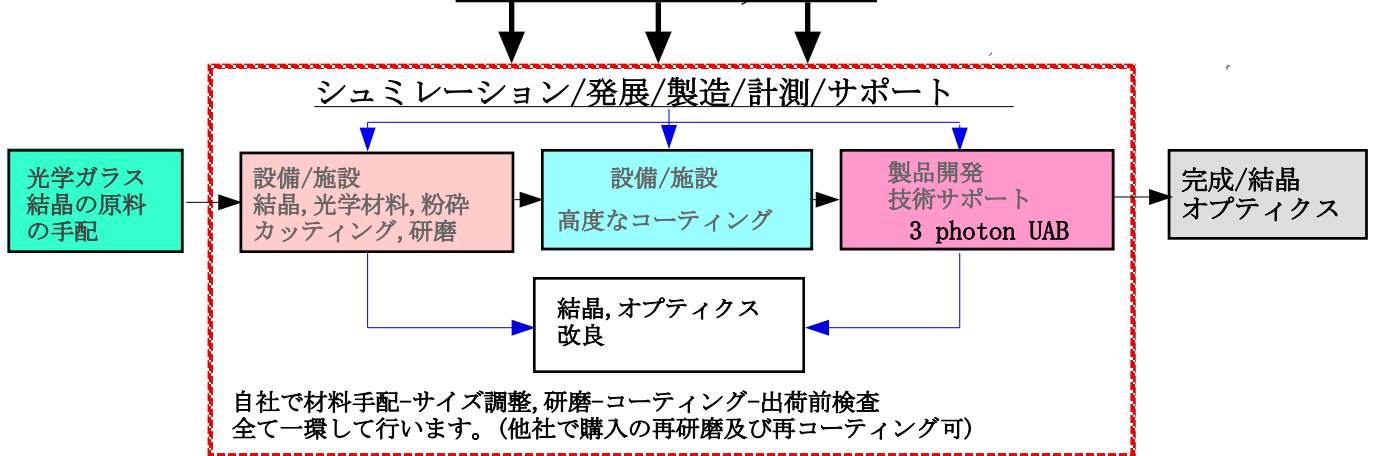 シュミレーション/発展/製造/計測/サポート
光学ガラス
結晶の原料
の手配
設備/施設
結晶,光学材料,粉砕
カッティング,研磨
設備/施設
高度なコーティング
製品開発
技術サポート
3 photon UAB
完成/結晶
オプティクス
結晶,オプティクス
改良
自社で材料手配-サイズ調整,研磨-コーティング-出荷前検査
全て一環して行います。(他社で購入の再研磨及び再コーティング可)